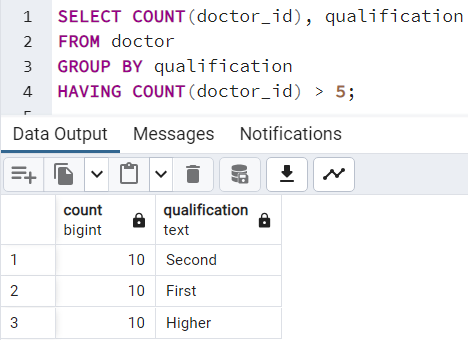 1 SELECT COUNT(doctor_id), qualification
2 FROM doctor
3 GROUP BY qualification
4 HAVING COUNT(doctor_id) > 5;
Data Output Messages Notifications
count qualification
bigint text
1 10 Second
2 10 First
3 10 Higher